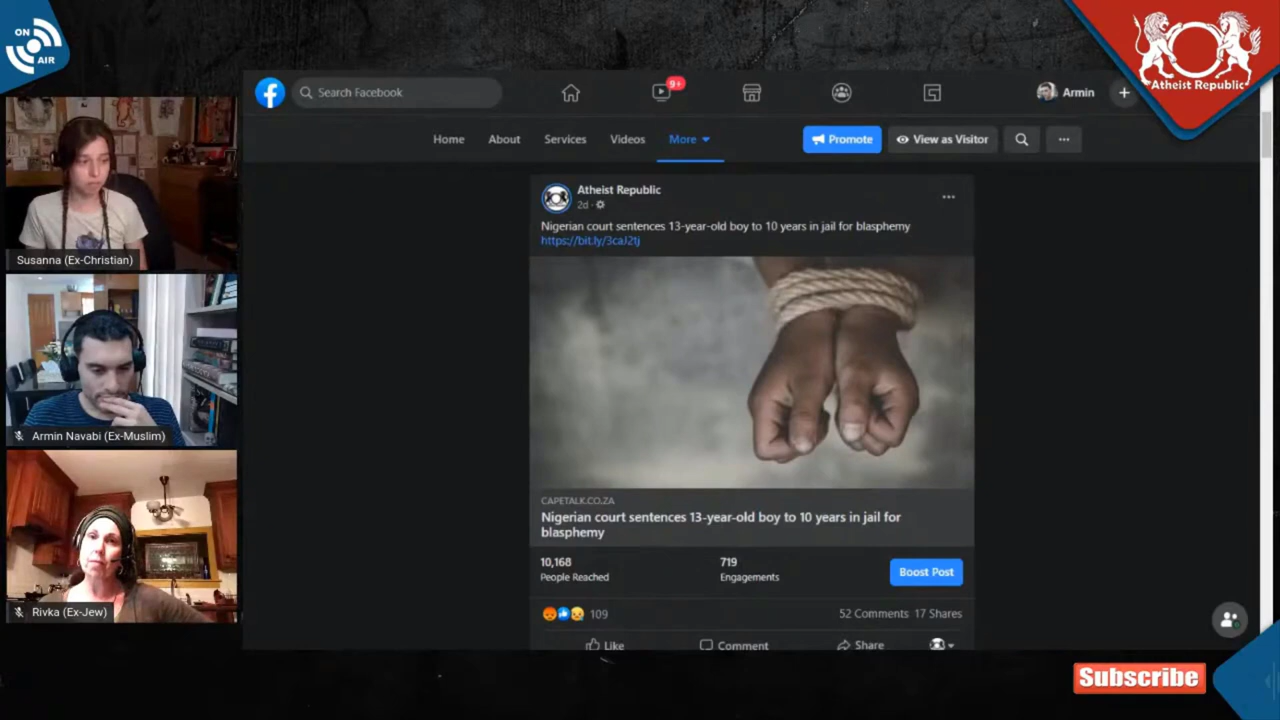 ON
AIR
Atheist Republic
Search Facebook
9+
Armin
Home
About
Services
Videos
More
Promote
View as Visitor
Atheist Republic
2d
Nigerian court sentences 13-year-old boy to 10 years in jail for blasphemy
https://bit.ly/3caJ2tj
CAPETALK.CO.ZA
Nigerian court sentences 13-year-old boy to 10 years in jail for
blasphemy
10,168
People Reached
719
Engagements
Boost Post
109
52 Comments 17 Shares
Like
Comment
Share
Susanna (Ex-Christian)
Armin Navabi (Ex-Muslim)
Rivka (Ex-Jew)
Subscribe